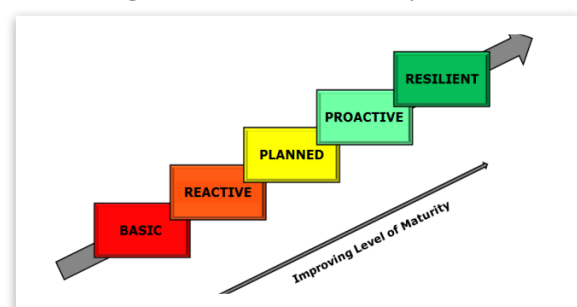 RESILIENT
PROACTIVE
PLANNED
REACTIVE
BASIC
Improving Level of Maturity